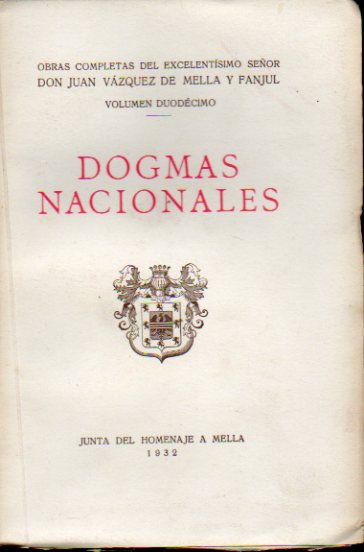 OBRAS COMPLETAS DEL EXCELENTÍSIMO SEÑOR
DON JUAN VÁZQUEZ DE MELLA Y FANJUL
VOLUMEN DUODÉCIMO
DOGMAS
NACIONALES
JUNTA DEL HOMENAJE A MELLA
1932